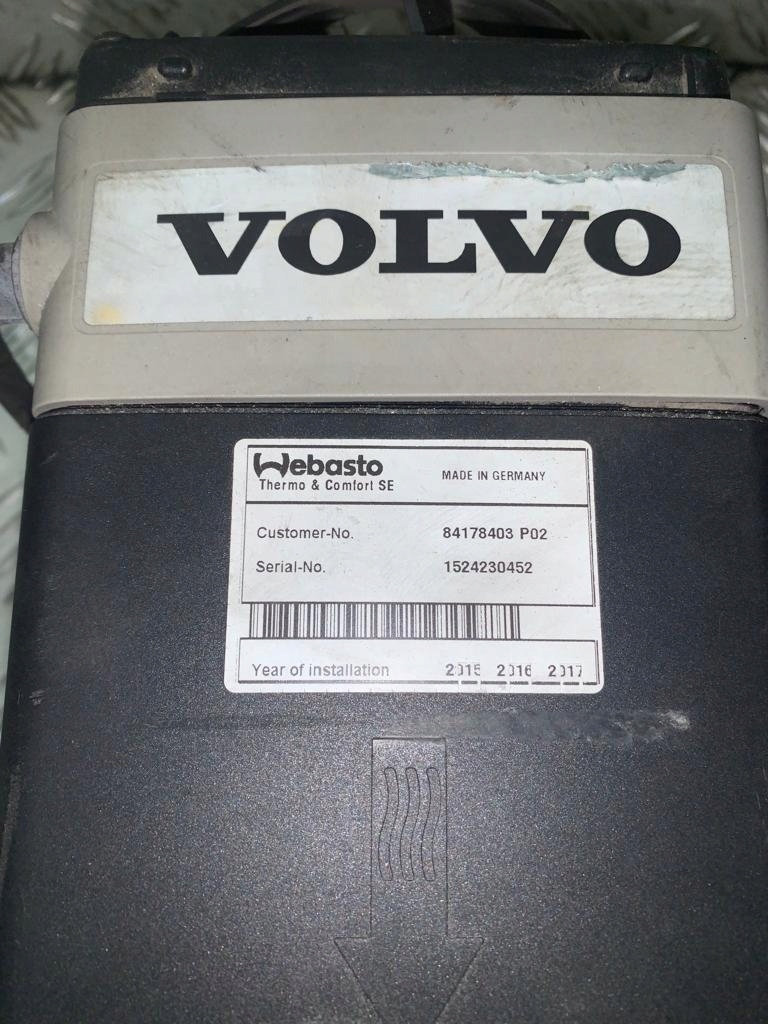 VOLVO
Webasto
Thermo & Comfort SE MADE IN GERMANY
Customer-No. 84178403 P02
Serial-No. 1524230452
Year of installation 2015 2016 2017